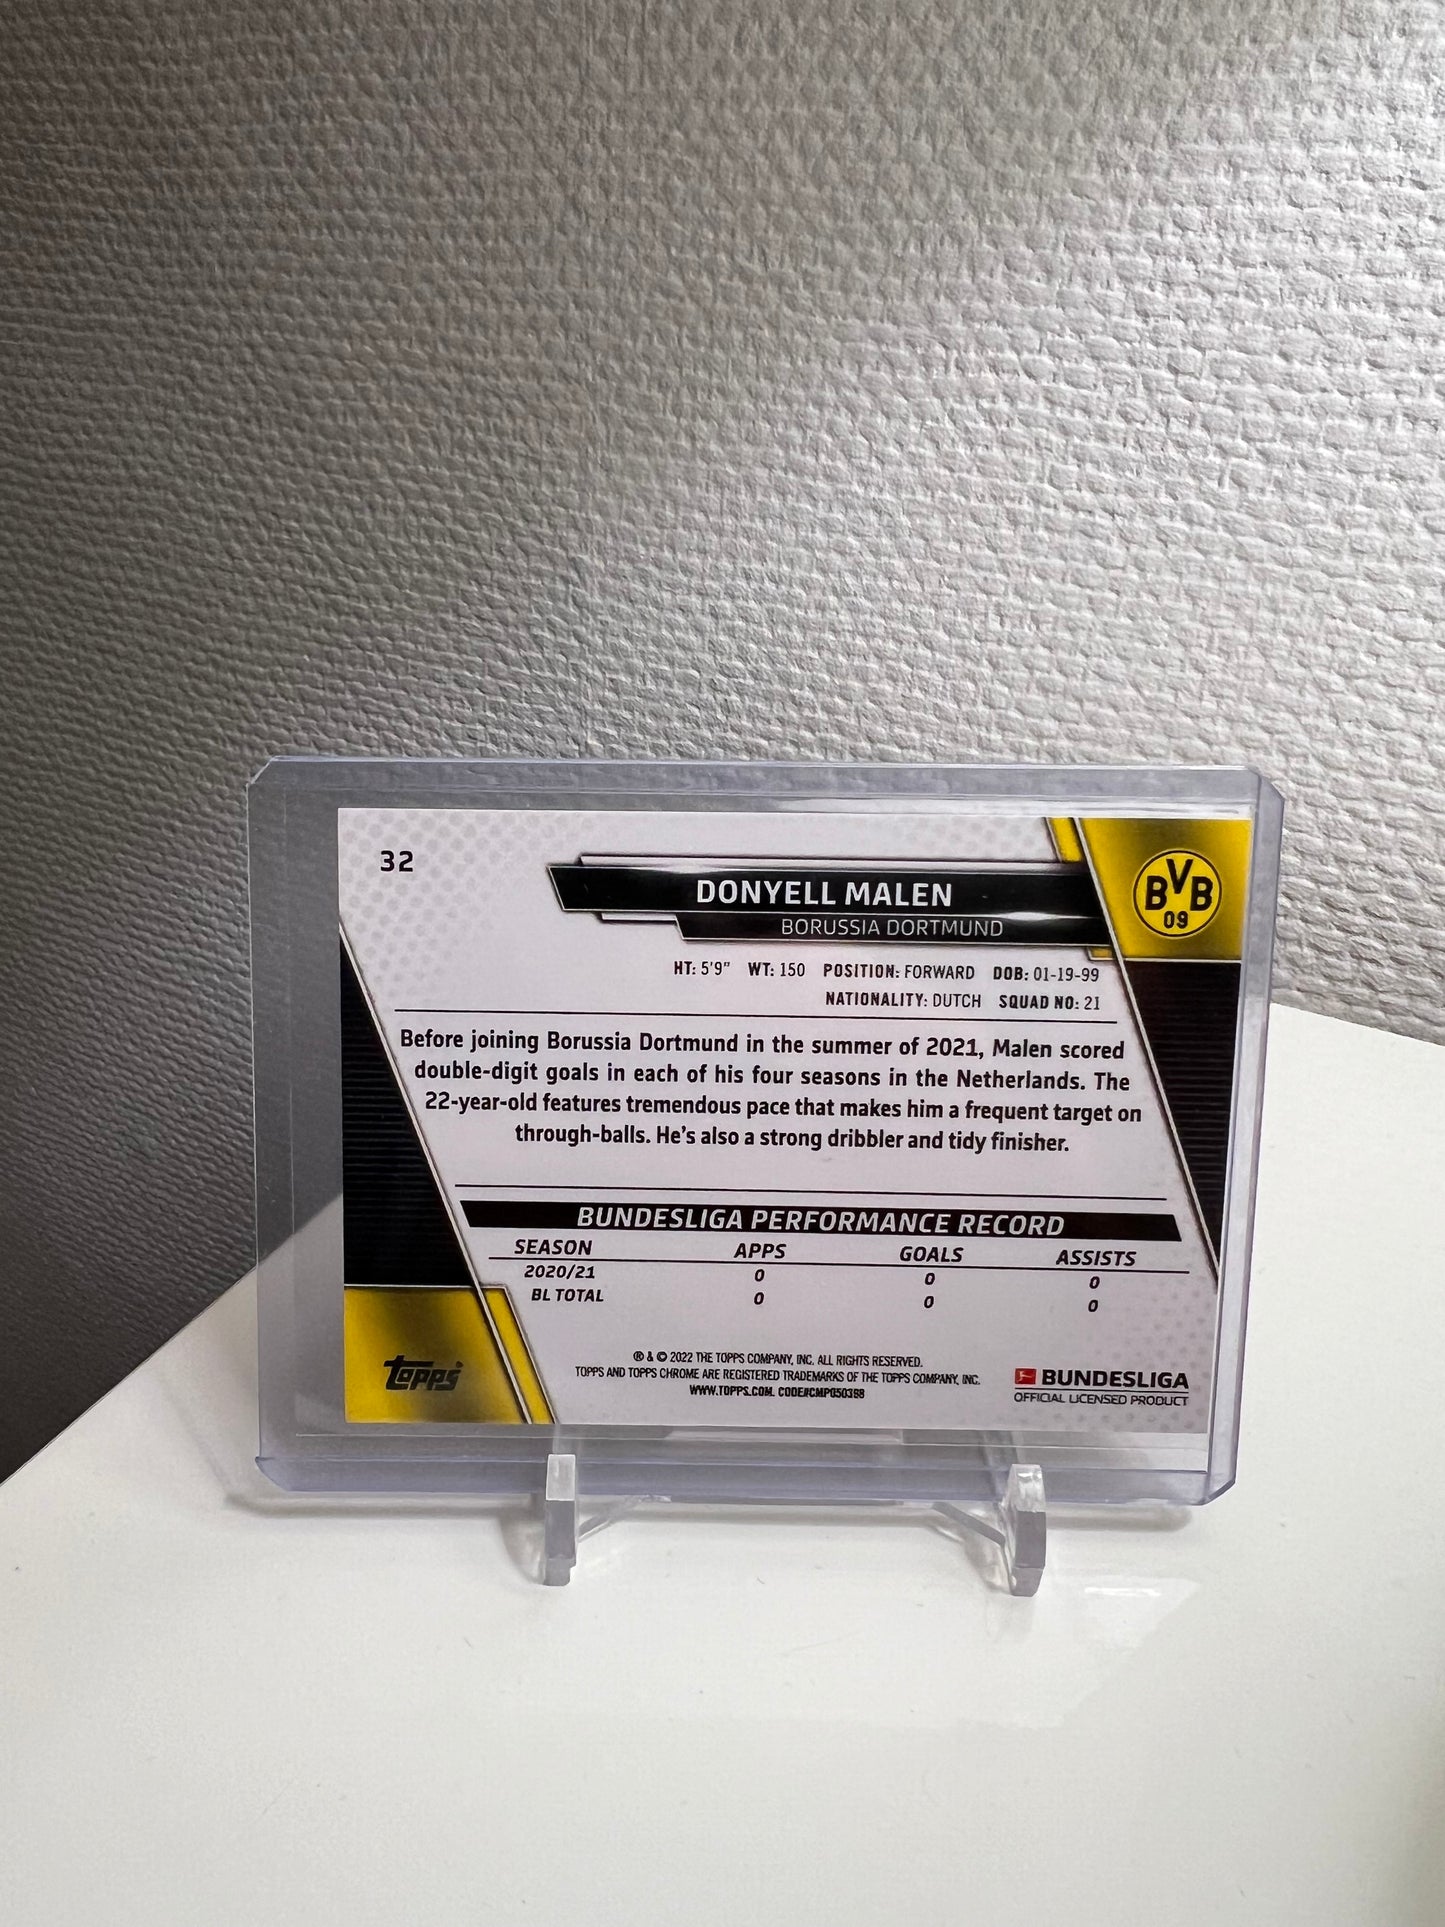 32
DONYELL MALEN
BORUSSIA DORTMUND
BVB
09
HT: 5'9" WT: 150 POSITION: FORWARD DOB: 01-19-99
NATIONALITY: DUTCH SQUAD NO: 21
Before joining Borussia Dortmund in the summer of 2021, Malen scored
double-digit goals in each of his four seasons in the Netherlands. The
22-year-old features tremendous pace that makes him a frequent target on
through-balls. He's also a strong dribbler and tidy finisher.
BUNDESLIGA PERFORMANCE RECORD
SEASON APPS GOALS ASSISTS
2020/21 0 0 0
BL TOTAL 0 0 0
® & © 2022 THE TOPPS COMPANY, INC. ALL RIGHTS RESERVED.
TOPPS AND TOPPS CHROME ARE REGISTERED TRADEMARKS OF THE TOPPS COMPANY, INC.
WWW.TOPPS.COM. CODE#CMP050398
topps
BUNDESLIGA
OFFICIAL LICENSED PRODUCT